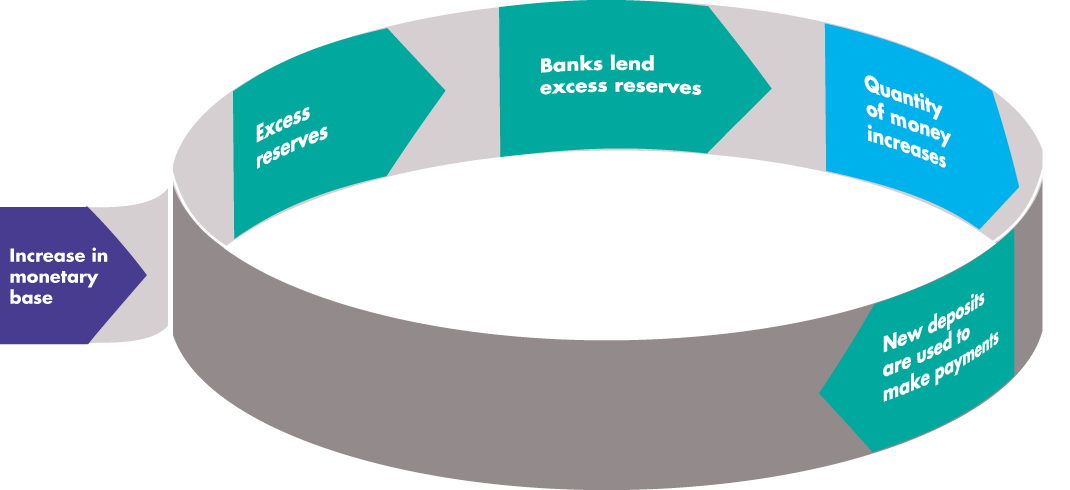 Increase in
monetary
base
Excess
reserves
Banks lend
excess reserves
Quantity
of money
increases
New deposits
are used to
make payments